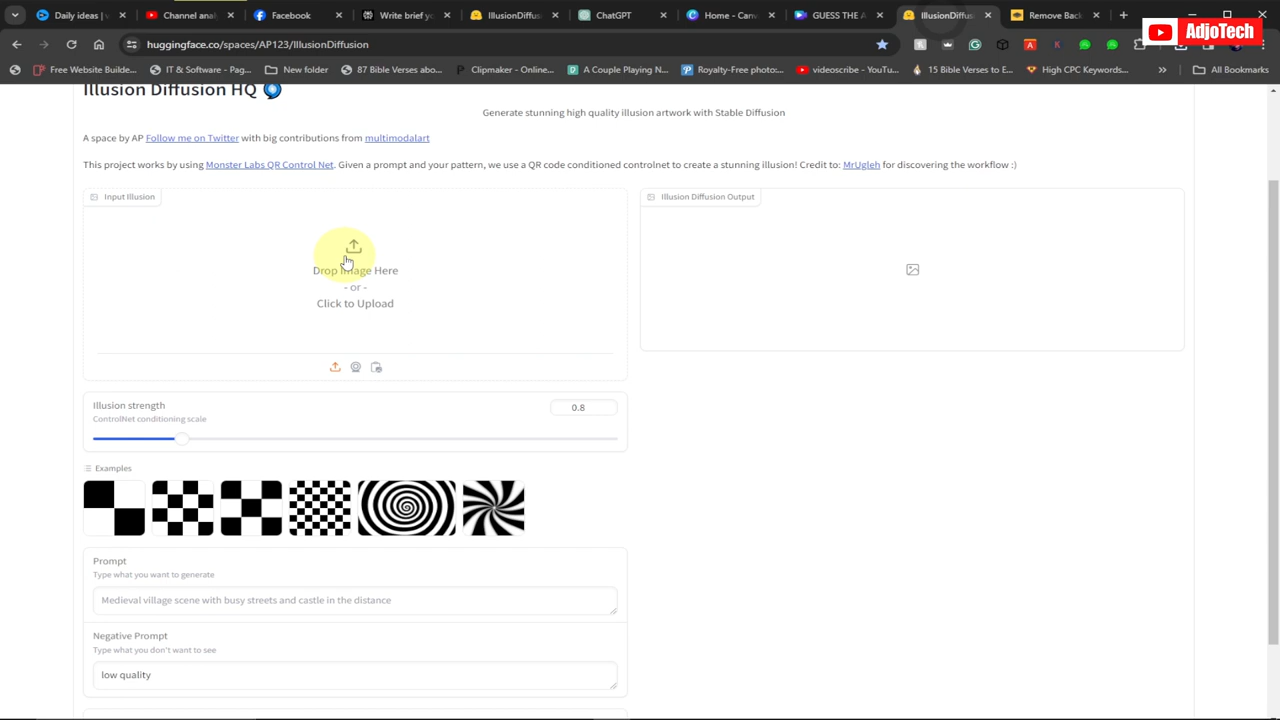 Daily ideas |
YouTube Channel
Facebook
Write brief yo
IllusionDiffusi
ChatGPT
Home - Canv
GUESS THE A
IllusionDiffusi
Remove Back
AdjoTech
huggingface.co/spaces/AP123/IllusionDiffusion
Free Website Builde...
IT & Software - Pag...
New folder
87 Bible Verses abo...
Clipmaker - Online...
A Couple Playing N...
Royalty-Free photo...
videoscribe - YouTu...
15 Bible Verses to E...
High CPC Keywords...
All Bookmarks
Illusion Diffusion HQ
Generate stunning high quality illusion artwork with Stable Diffusion
A space by AP Follow me on Twitter with big contributions from multimodalart
This project works by using Monster Labs QR Control Net. Given a prompt and your pattern, we use a QR code conditioned controlnet to create a stunning illusion! Credit to: MrUgleh for discovering the workflow :)
Input Illusion
Illusion Diffusion Output
Drop Image Here
- or -
Click to Upload
Illusion strength
0.8
ControlNet conditioning scale
Examples
Prompt
Type what you want to generate
Medieval village scene with busy streets and castle in the distance
Negative Prompt
Type what you don't want to see
low quality